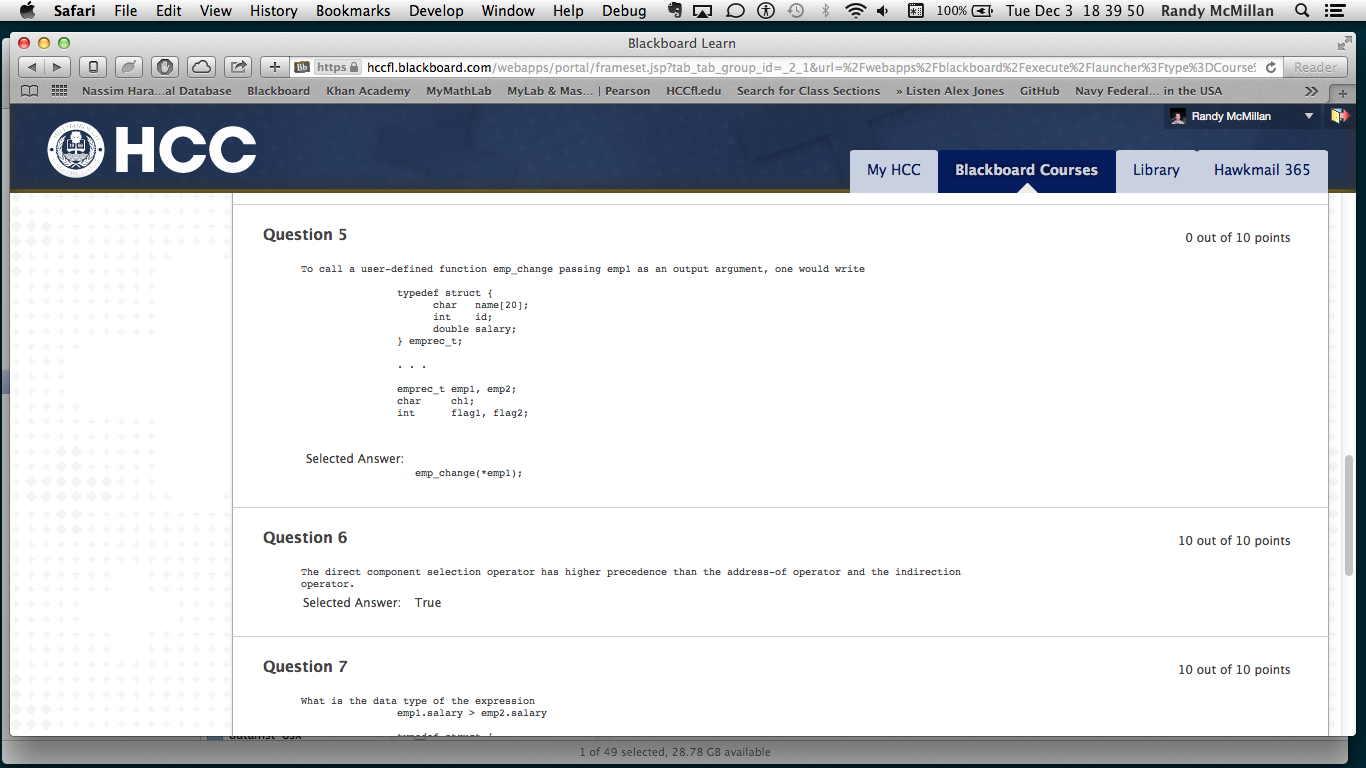 Safari File Edit View History Bookmarks Develop Window Help Debug 100% Tue Dec 3 18 39 50 Randy McMillan
Blackboard Learn
https hccfl.blackboard.com/webapps/portal/frameset.jsp?tab_tab_group_id=_2_1&url=%2Fwebapps%2Fblackboard%2Fexecute%2Flauncher%3Ftype%3DCourse Reader
Nassim Hara...al Database Blackboard Khan Academy MyMathLab MyLab & Mas... | Pearson HCCfl.edu Search for Class Sections » Listen Alex Jones GitHub Navy Federal... in the USA
Randy McMillan
HCC
My HCC Blackboard Courses Library Hawkmail 365
Question 5
0 out of 10 points
To call a user-defined function emp_change passing emp1 as an output argument, one would write
typedef struct {
char name[20];
int id;
double salary;
} emprec_t;
. . .
emprec_t emp1, emp2;
char ch1;
int flag1, flag2;
Selected Answer:
emp_change(*emp1);
Question 6
10 out of 10 points
The direct component selection operator has higher precedence than the address-of operator and the indirection
operator.
Selected Answer: True
Question 7
10 out of 10 points
What is the data type of the expression
emp1.salary > emp2.salary
typedef struct {
1 of 49 selected, 28.78 GB available